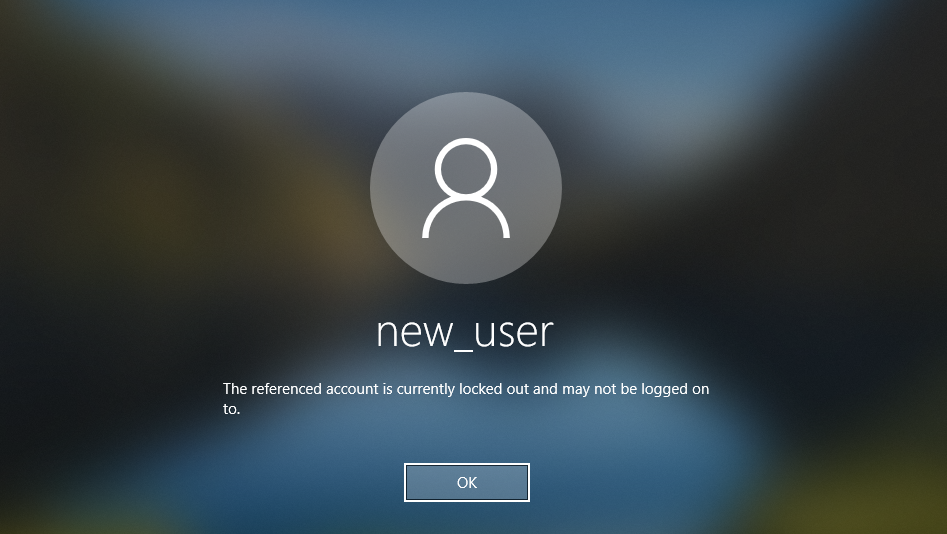 new_user
The referenced account is currently locked out and may not be logged on
to.
OK